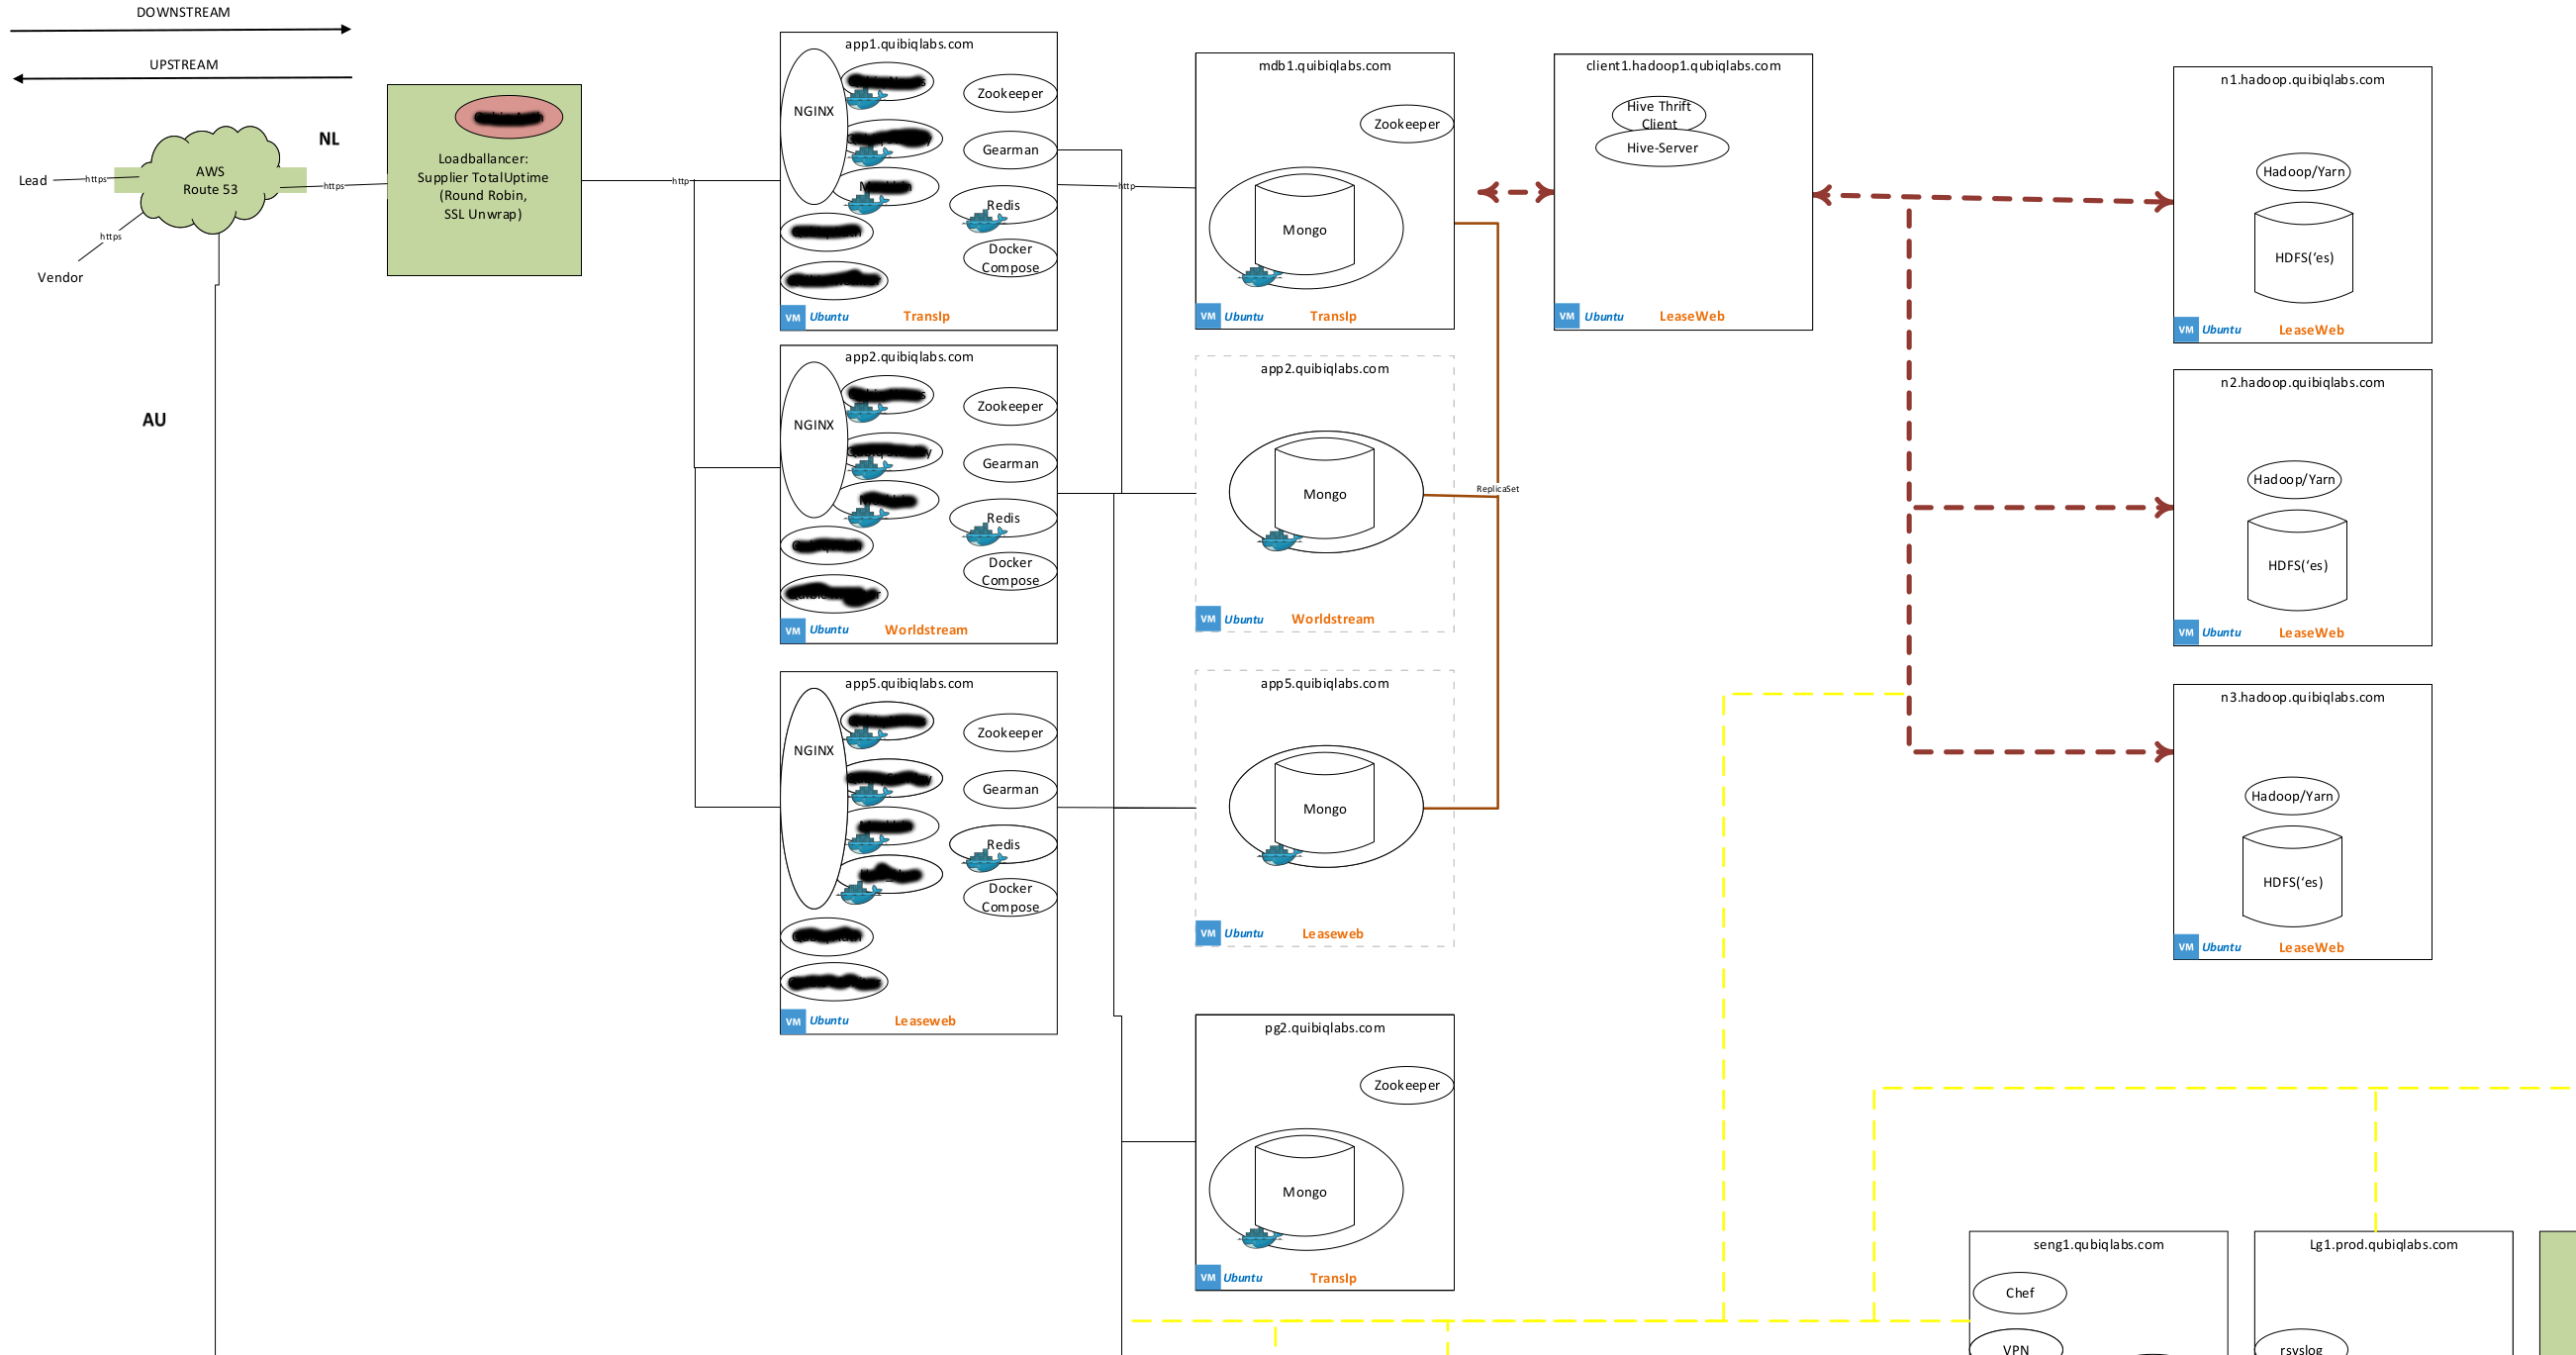 DOWNSTREAM
UPSTREAM
NL
AU
Lead
https
AWS
Route 53
https
https
Vendor
Loadballancer:
Supplier TotalUptime
(Round Robin,
SSL Unwrap)
http
app1.quibiqlabs.com
NGINX
Zookeeper
Gearman
Redis
Docker
Compose
VM Ubuntu TransIp
http
app2.quibiqlabs.com
NGINX
Zookeeper
Gearman
Redis
Docker
Compose
VM Ubuntu Worldstream
app5.quibiqlabs.com
NGINX
Zookeeper
Gearman
Redis
Docker
Compose
VM Ubuntu Leaseweb
mdb1.quibiqlabs.com
Zookeeper
Mongo
VM Ubuntu TransIp
app2.quibiqlabs.com
Mongo
VM Ubuntu Worldstream
ReplicaSet
app5.quibiqlabs.com
Mongo
VM Ubuntu Leaseweb
pg2.quibiqlabs.com
Zookeeper
Mongo
VM Ubuntu TransIp
client1.hadoop1.qubiqlabs.com
Hive Thrift
Client
Hive-Server
VM Ubuntu LeaseWeb
n1.hadoop.quibiqlabs.com
Hadoop/Yarn
HDFS(‘es)
VM Ubuntu LeaseWeb
n2.hadoop.quibiqlabs.com
Hadoop/Yarn
HDFS(‘es)
VM Ubuntu LeaseWeb
n3.hadoop.quibiqlabs.com
Hadoop/Yarn
HDFS(‘es)
VM Ubuntu LeaseWeb
seng1.qubiqlabs.com
Chef
VPN
Lg1.prod.qubiqlabs.com
rsyslog